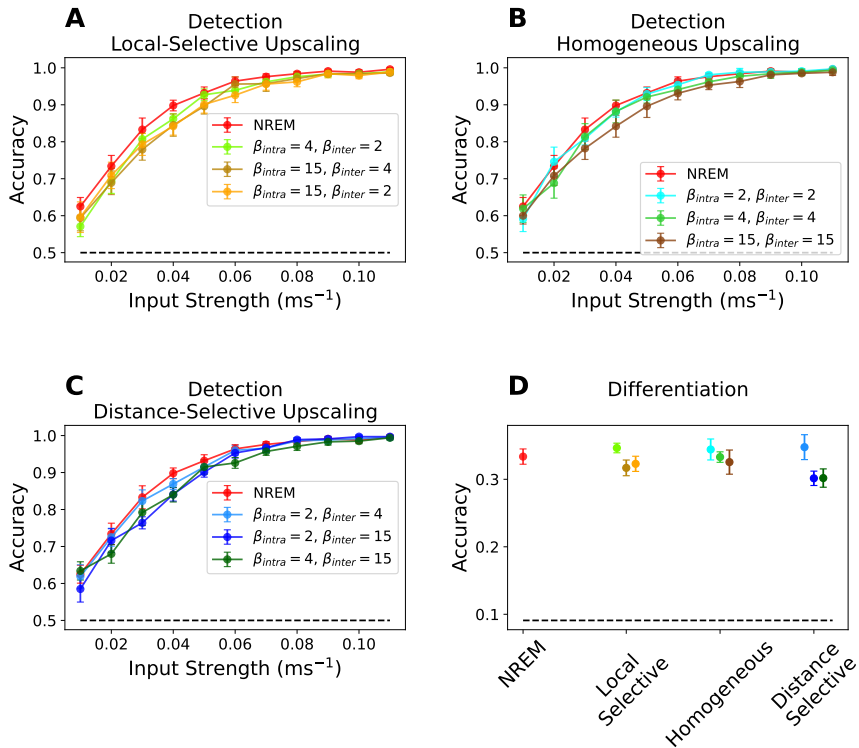 A
Detection
Local-Selective Upscaling
Accuracy
1.0
0.9
0.8
0.7
0.6
0.5
NREM
β_intra = 4, β_inter = 2
β_intra = 15, β_inter = 4
β_intra = 15, β_inter = 2
0.02 0.04 0.06 0.08 0.10
Input Strength (ms⁻¹)
B
Detection
Homogeneous Upscaling
Accuracy
1.0
0.9
0.8
0.7
0.6
0.5
NREM
β_intra = 2, β_inter = 2
β_intra = 4, β_inter = 4
β_intra = 15, β_inter = 15
0.02 0.04 0.06 0.08 0.10
Input Strength (ms⁻¹)
C
Detection
Distance-Selective Upscaling
Accuracy
1.0
0.9
0.8
0.7
0.6
0.5
NREM
β_intra = 2, β_inter = 4
β_intra = 2, β_inter = 15
β_intra = 4, β_inter = 15
0.02 0.04 0.06 0.08 0.10
Input Strength (ms⁻¹)
D
Differentiation
Accuracy
0.3
0.2
0.1
NREM
Local
Selective
Homogeneous
Distance
Selective